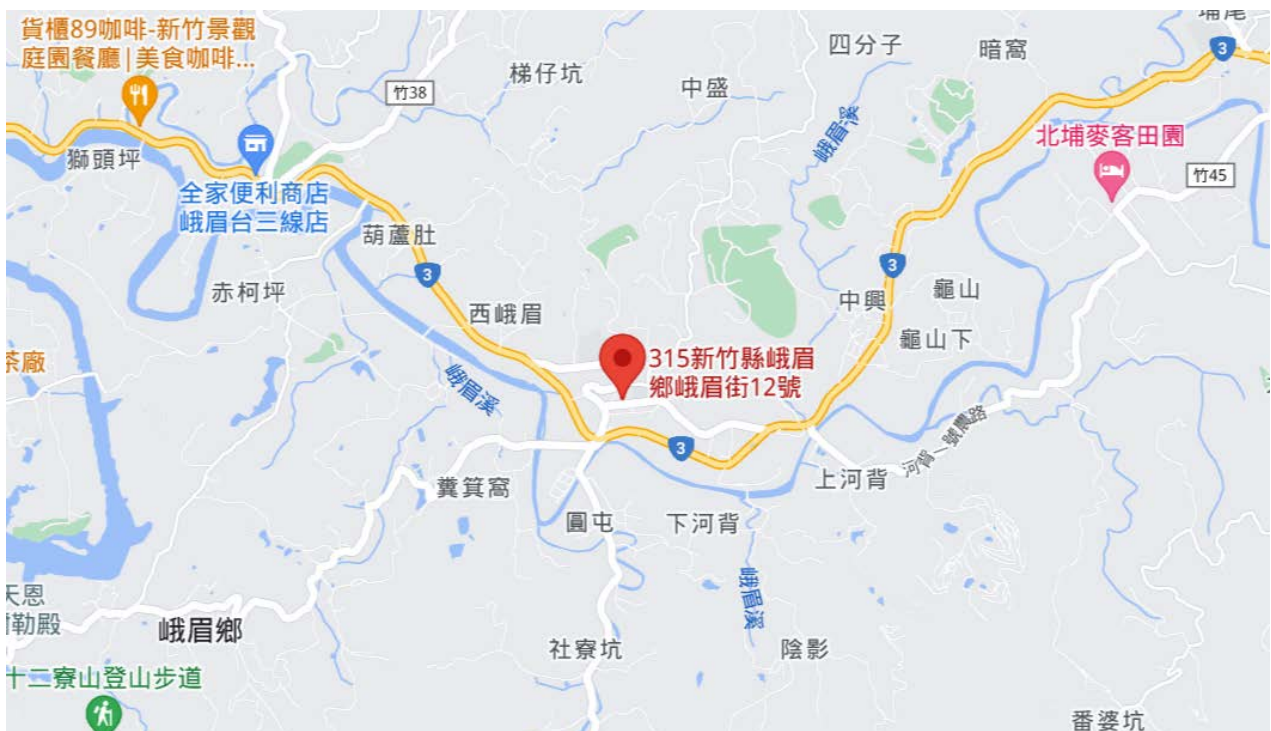 貨櫃89咖啡-新竹景觀
庭園餐廳|美食咖啡...
竹38
梯仔坑
中盛
四分子
暗窩
埔尾
3
獅頭坪
全家便利商店
峨眉台三線店
葫蘆肚
峨眉溪
北埔麥客田園
竹45
赤柯坪
3
西峨眉
3
中興
龜山
龜山下
茶廠
315新竹縣峨眉
鄉峨眉街12號
峨眉溪
3
河背一號農路
上河背
糞箕窩
圓屯
下河背
峨眉溪
天恩
彌勒殿
峨眉鄉
社寮坑
陰影
十二寮山登山步道
番婆坑